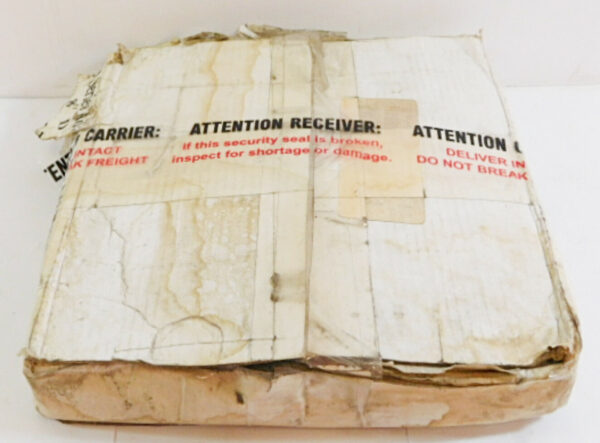 CARRIER:
NTACT
K FREIGHT
ATTENTION RECEIVER:
If this security seal is broken,
inspect for shortage or damage.
ATTENTION C
DELIVER IN
DO NOT BREAK
TENT